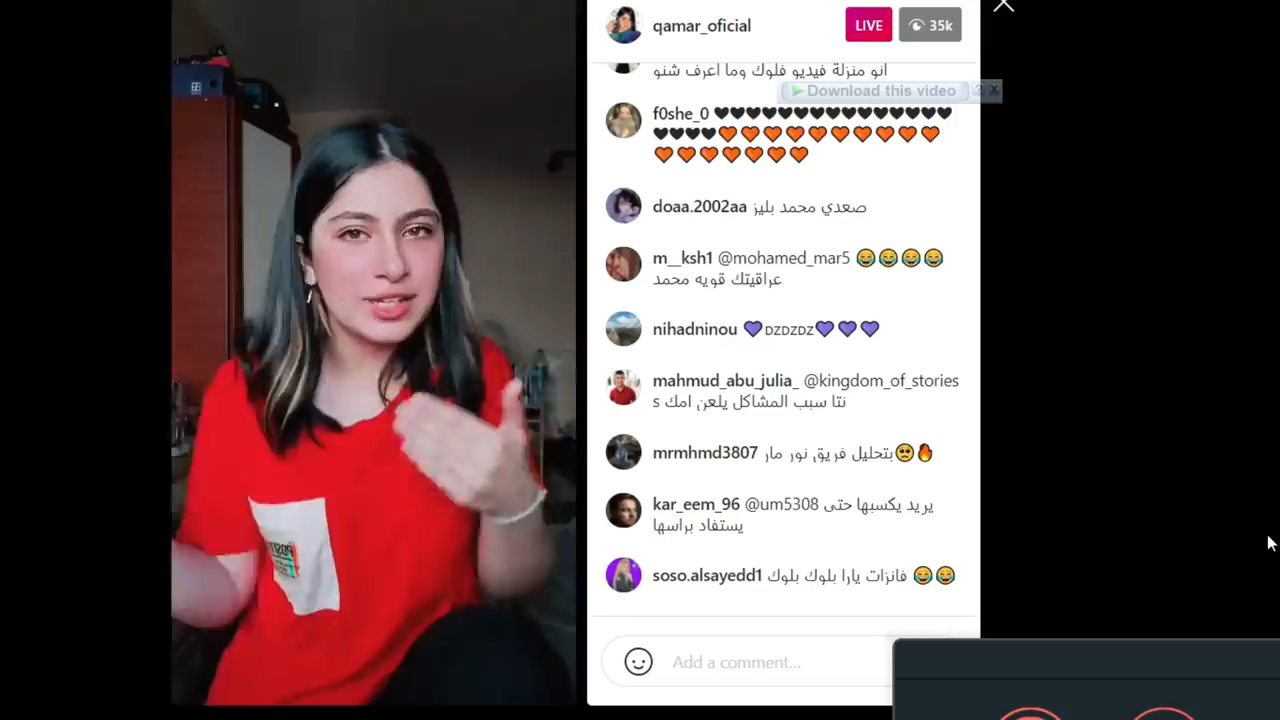 qamar_oficial LIVE 35k
انو منزلة فيديو فلوك وما اعرف شنو
Download this video
f0she_0 🖤🖤🖤🖤🖤🖤🖤🖤🖤🖤🖤🖤🖤🖤🖤
🖤🖤🖤🖤🧡🧡🧡🧡🧡🧡🧡🧡🧡🧡
🧡🧡🧡🧡🧡🧡🧡
doaa.2002aa صعدي محمد بليز
m__ksh1 @mohamed_mar5 😂😂😂😂
عراقيتك قويه محمد
nihadninou 💜DZDZDZ💜💜💜
mahmud_abu_julia_ @kingdom_of_stories
s نتا سبب المشاكل يلعن امك
mrmhmd3807 بتحليل فريق نور مار🥺🔥
kar_eem_96 @um5308 يريد يكسبها حتى
يستفاد براسها
soso.alsayedd1 فانزات يارا بلوك بلوك 😂😂
Add a comment...